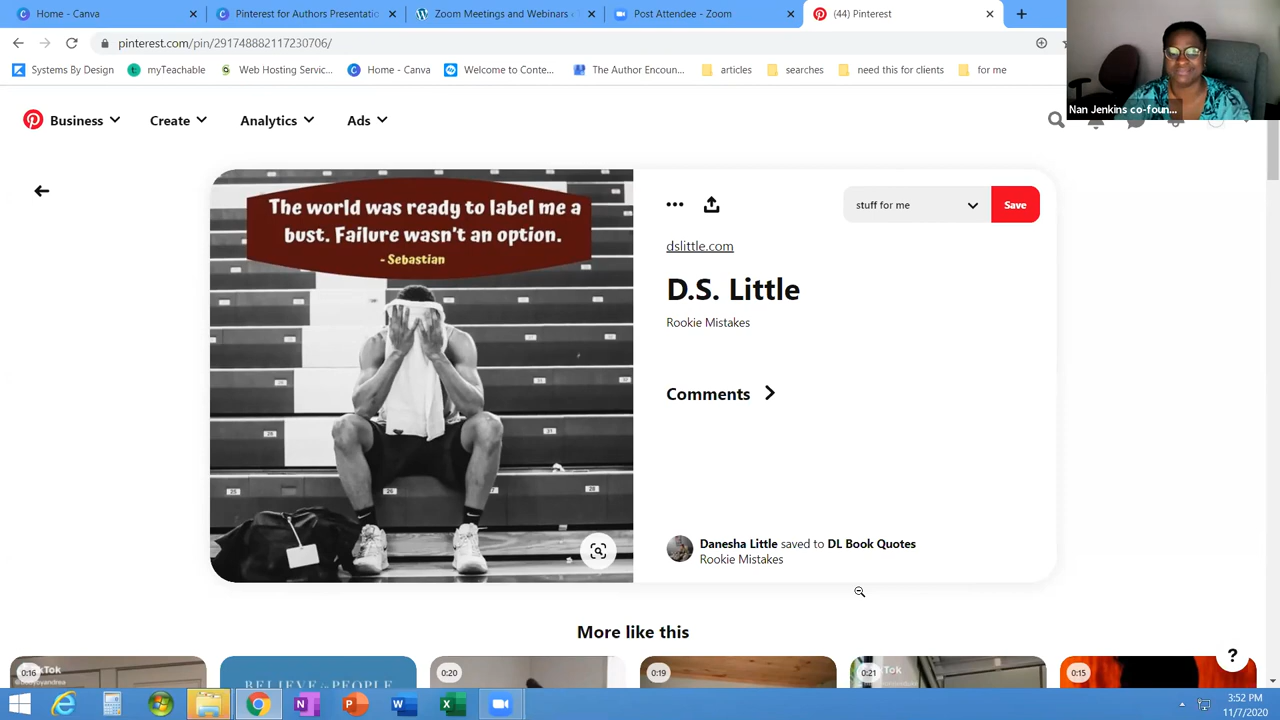 Home - Canva
Pinterest for Authors Presentatio
Zoom Meetings and Webinars
Post Attendee - Zoom
(44) Pinterest
pinterest.com/pin/291748882117230706/
Systems By Design
myTeachable
Web Hosting Servic...
Home - Canva
Welcome to Conte...
The Author Encoun...
articles
searches
need this for clients
for me
Nan Jenkins co-foun...
Business
Create
Analytics
Ads
The world was ready to label me a
bust. Failure wasn't an option.
- Sebastian
stuff for me
Save
dslittle.com
D.S. Little
Rookie Mistakes
Comments
Danesha Little saved to DL Book Quotes
Rookie Mistakes
More like this
0:16
BELIEVE
PEOPLE
0:20
0:19
0:21
0:15
?
3:52 PM
11/7/2020